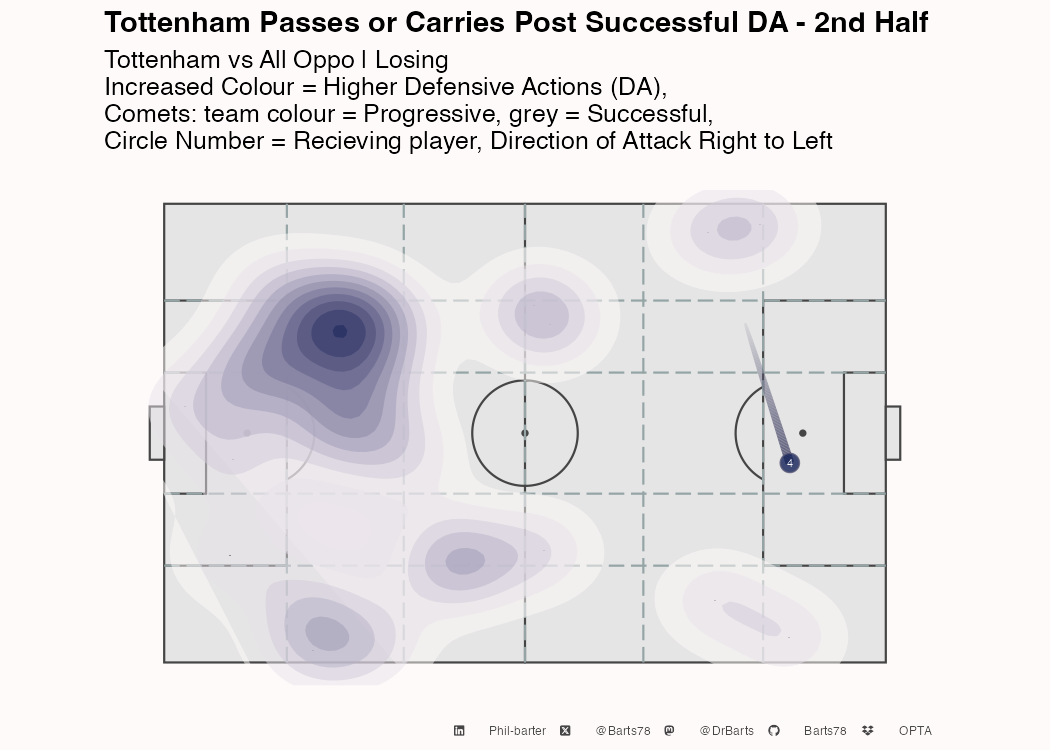 Tottenham Passes or Carries Post Successful DA - 2nd Half
Tottenham vs All Oppo | Losing
Increased Colour = Higher Defensive Actions (DA),
Comets: team colour = Progressive, grey = Successful,
Circle Number = Recieving player, Direction of Attack Right to Left
4
Phil-barter @Barts78 @DrBarts Barts78 OPTA